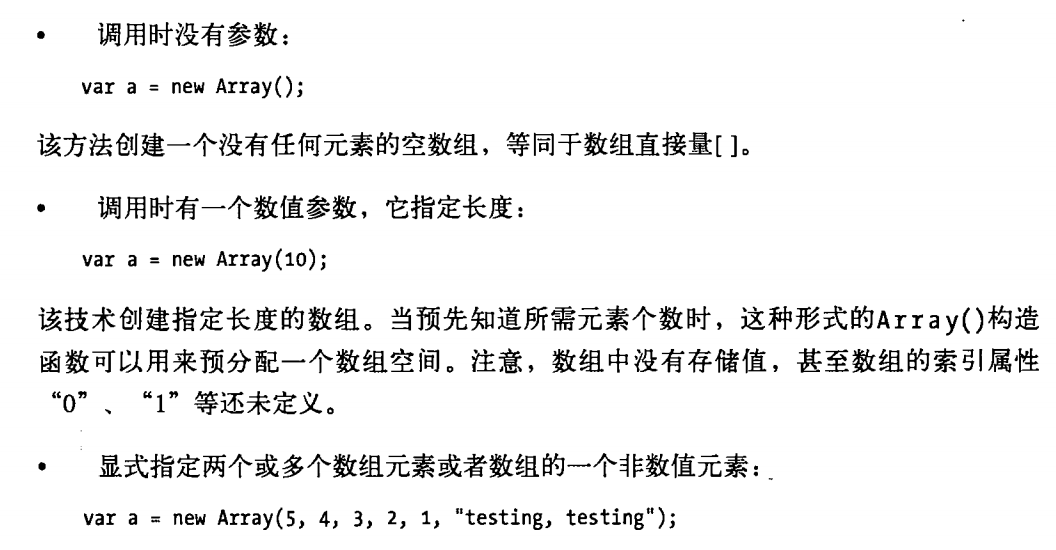 • 调用时没有参数：
var a = new Array();
该方法创建一个没有任何元素的空数组，等同于数组直接量[ ]。
• 调用时有一个数值参数，它指定长度：
var a = new Array(10);
该技术创建指定长度的数组。当预先知道所需元素个数时，这种形式的Array()构造
函数可以用来预分配一个数组空间。注意，数组中没有存储值，甚至数组的索引属性
“0”、“1”等还未定义。
• 显式指定两个或多个数组元素或者数组的一个非数值元素：
var a = new Array(5, 4, 3, 2, 1, "testing, testing");